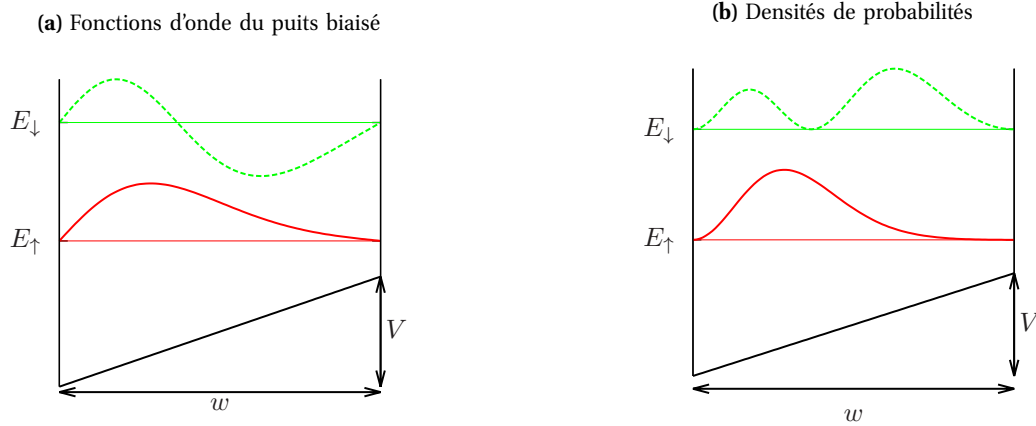 (a) Fonctions d'onde du puits biaisé
E↓
E↑
V
w
(b) Densités de probabilités
E↓
E↑
V
w